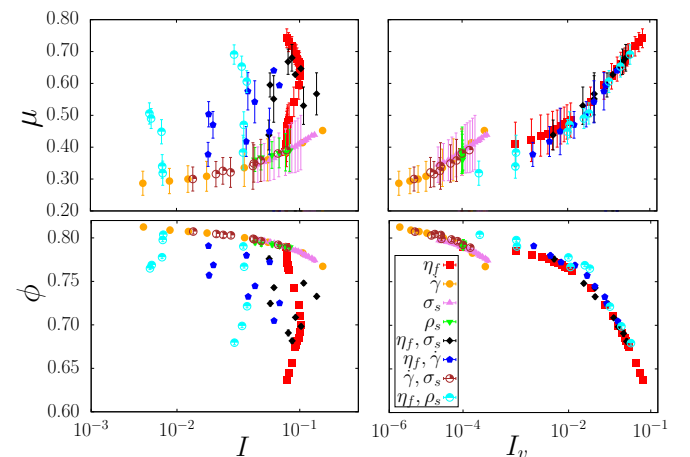 0.80
0.70
0.60
μ
0.50
0.40
0.30
0.20
0.80
0.75
ϕ
0.70
0.65
0.60
η_f
γ̇
σ_s
ρ_s
η_f, σ_s
η_f, γ̇
γ̇, σ_s
η_f, ρ_s
10^{-3} 10^{-2} 10^{-1} 10^{-6} 10^{-4} 10^{-2} 10^{-1}
I I_v